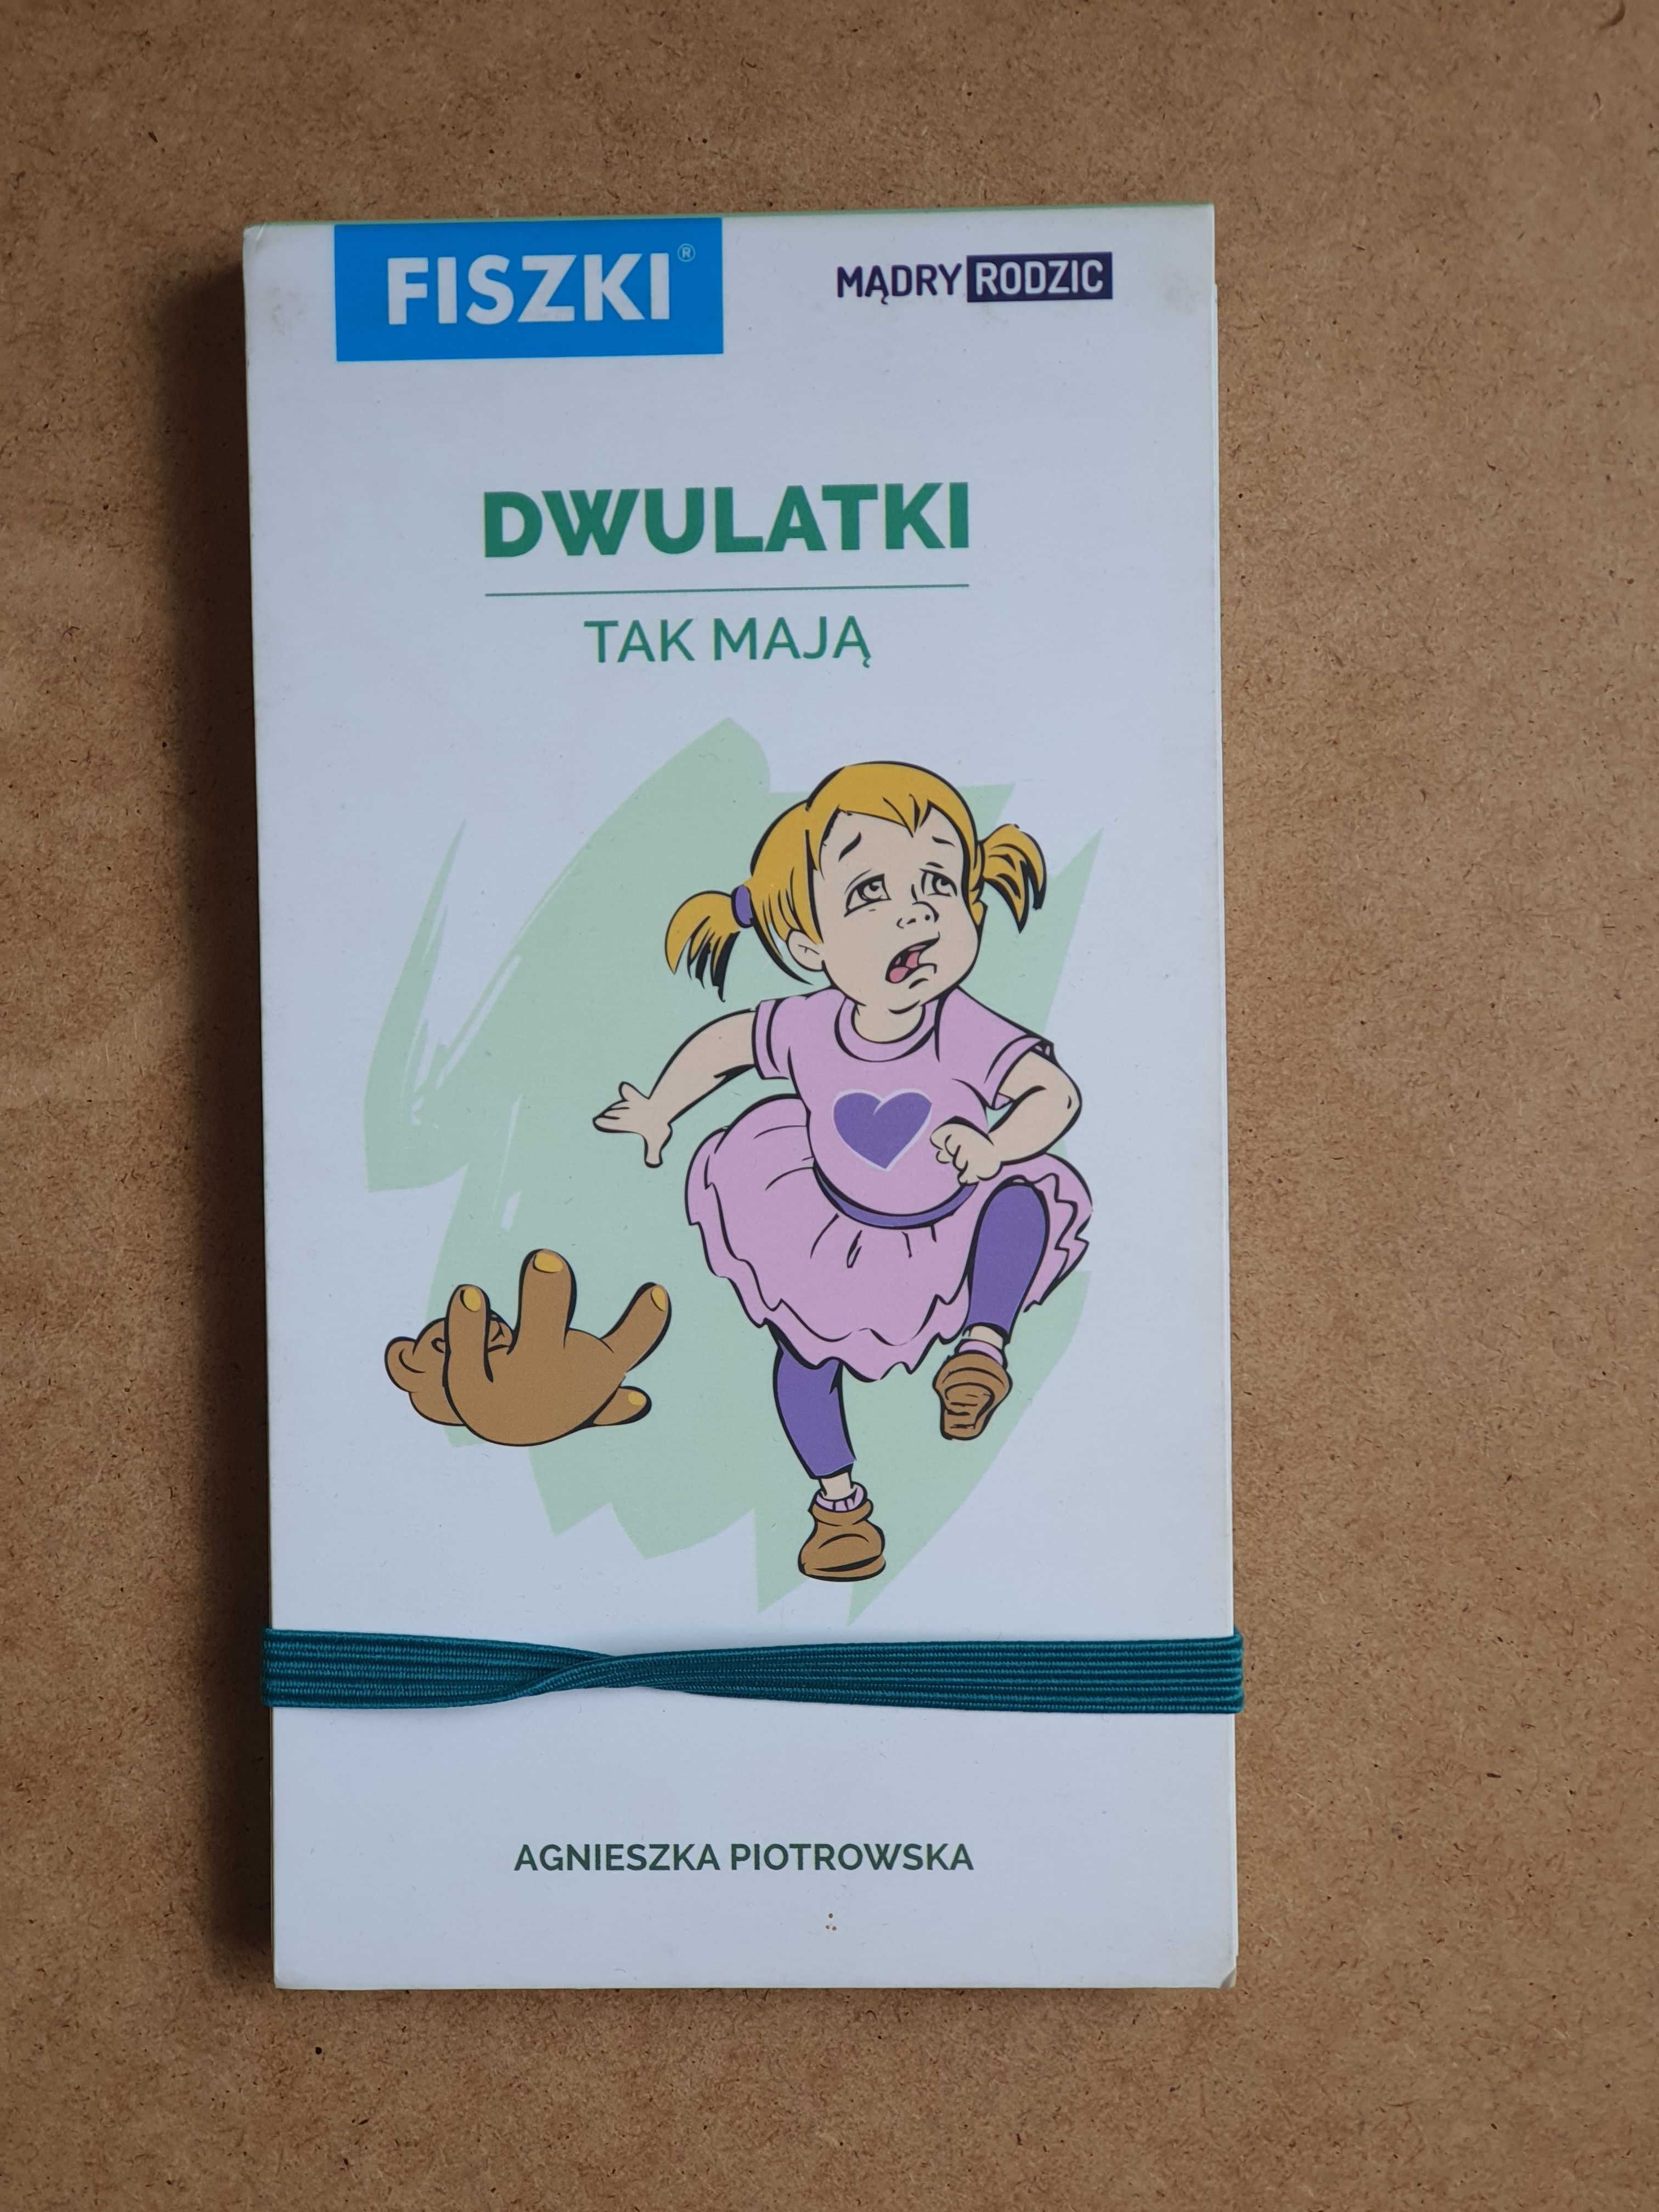 FISZKI®
MĄDRY RODZIC
DWULATKI
TAK MAJĄ
AGNIESZKA PIOTROWSKA